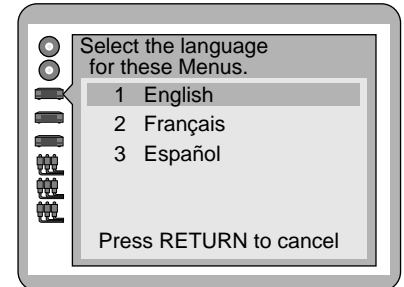 Select the language
for these Menus.
1 English
2 Français
3 Español
Press RETURN to cancel